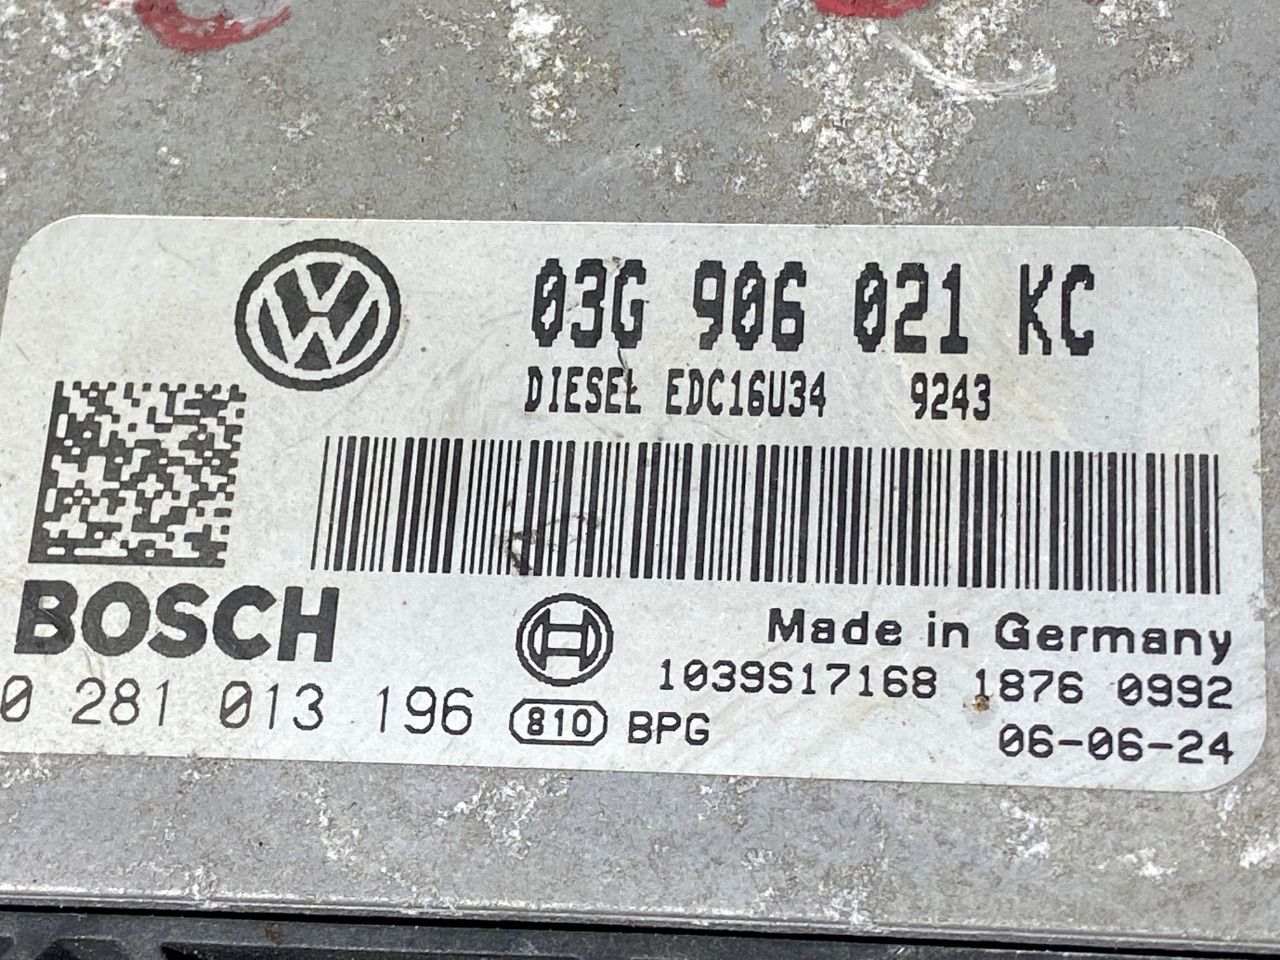 03G 906 021 KC
DIESEL EDC16U34 9243
BOSCH
Made in Germany
1039S17168 1876 0992
0 281 013 196
810 BPG
06-06-24